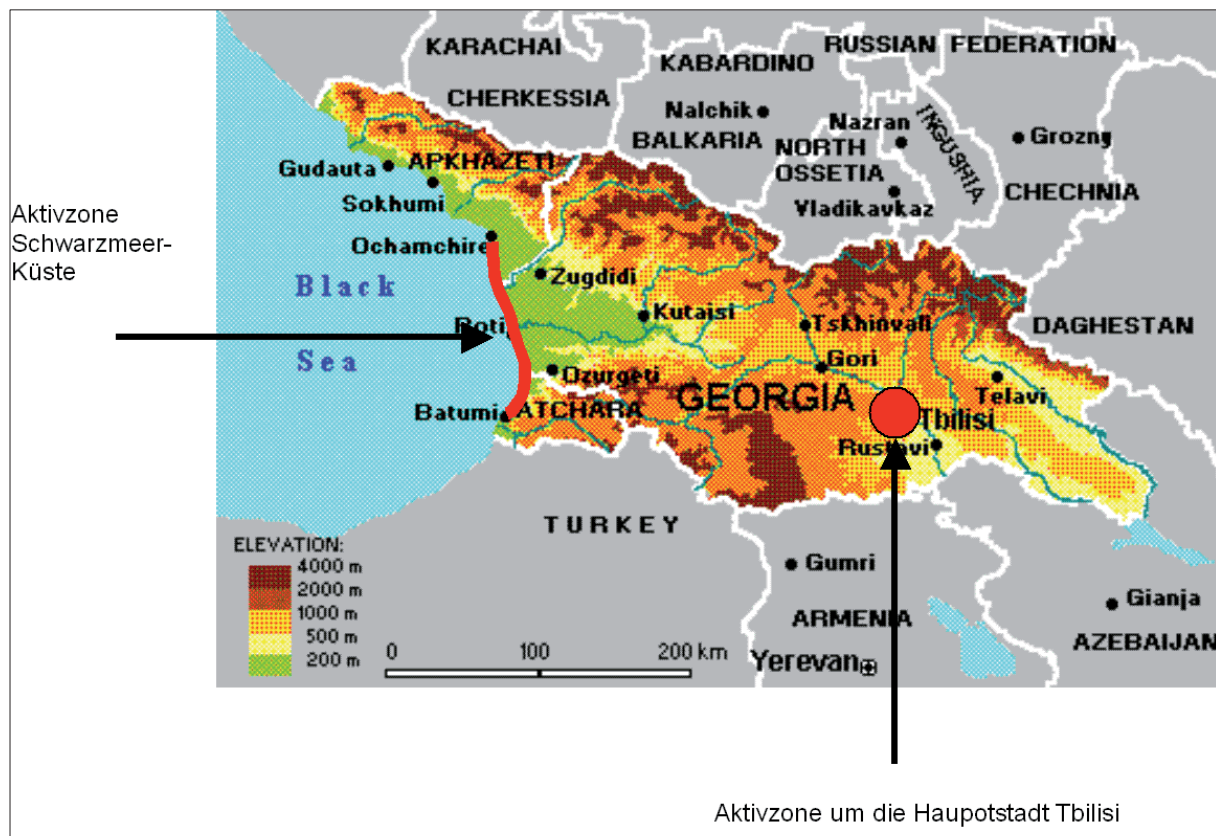 KARACHAI
CHERKESSIA
KABARDINO
BALKARIA
RUSSIAN FEDERATION
Nalchik
Nazran
NORTH
OSSETIA
INGUSHIA
Grozny
CHECHNIA
Vladikavkaz
Gudauta
APKHAZETI
Sokhumi
Ochamchire
Aktivzone
Schwarzmeer-
Küste
Black
Sea
Zugdidi
Kutaisi
Poti
Ozurgeti
Batumi
ATCHARA
Tskhinvali
Gori
GEORGIA
Tbilisi
Rustavi
Telavi
DAGHESTAN
TURKEY
Gumri
ARMENIA
Yerevan
Gianja
AZEBAIJAN
ELEVATION:
4000 m
2000 m
1000 m
500 m
200 m
0 100 200 km
Aktivzone um die Haupotstadt Tbilisi